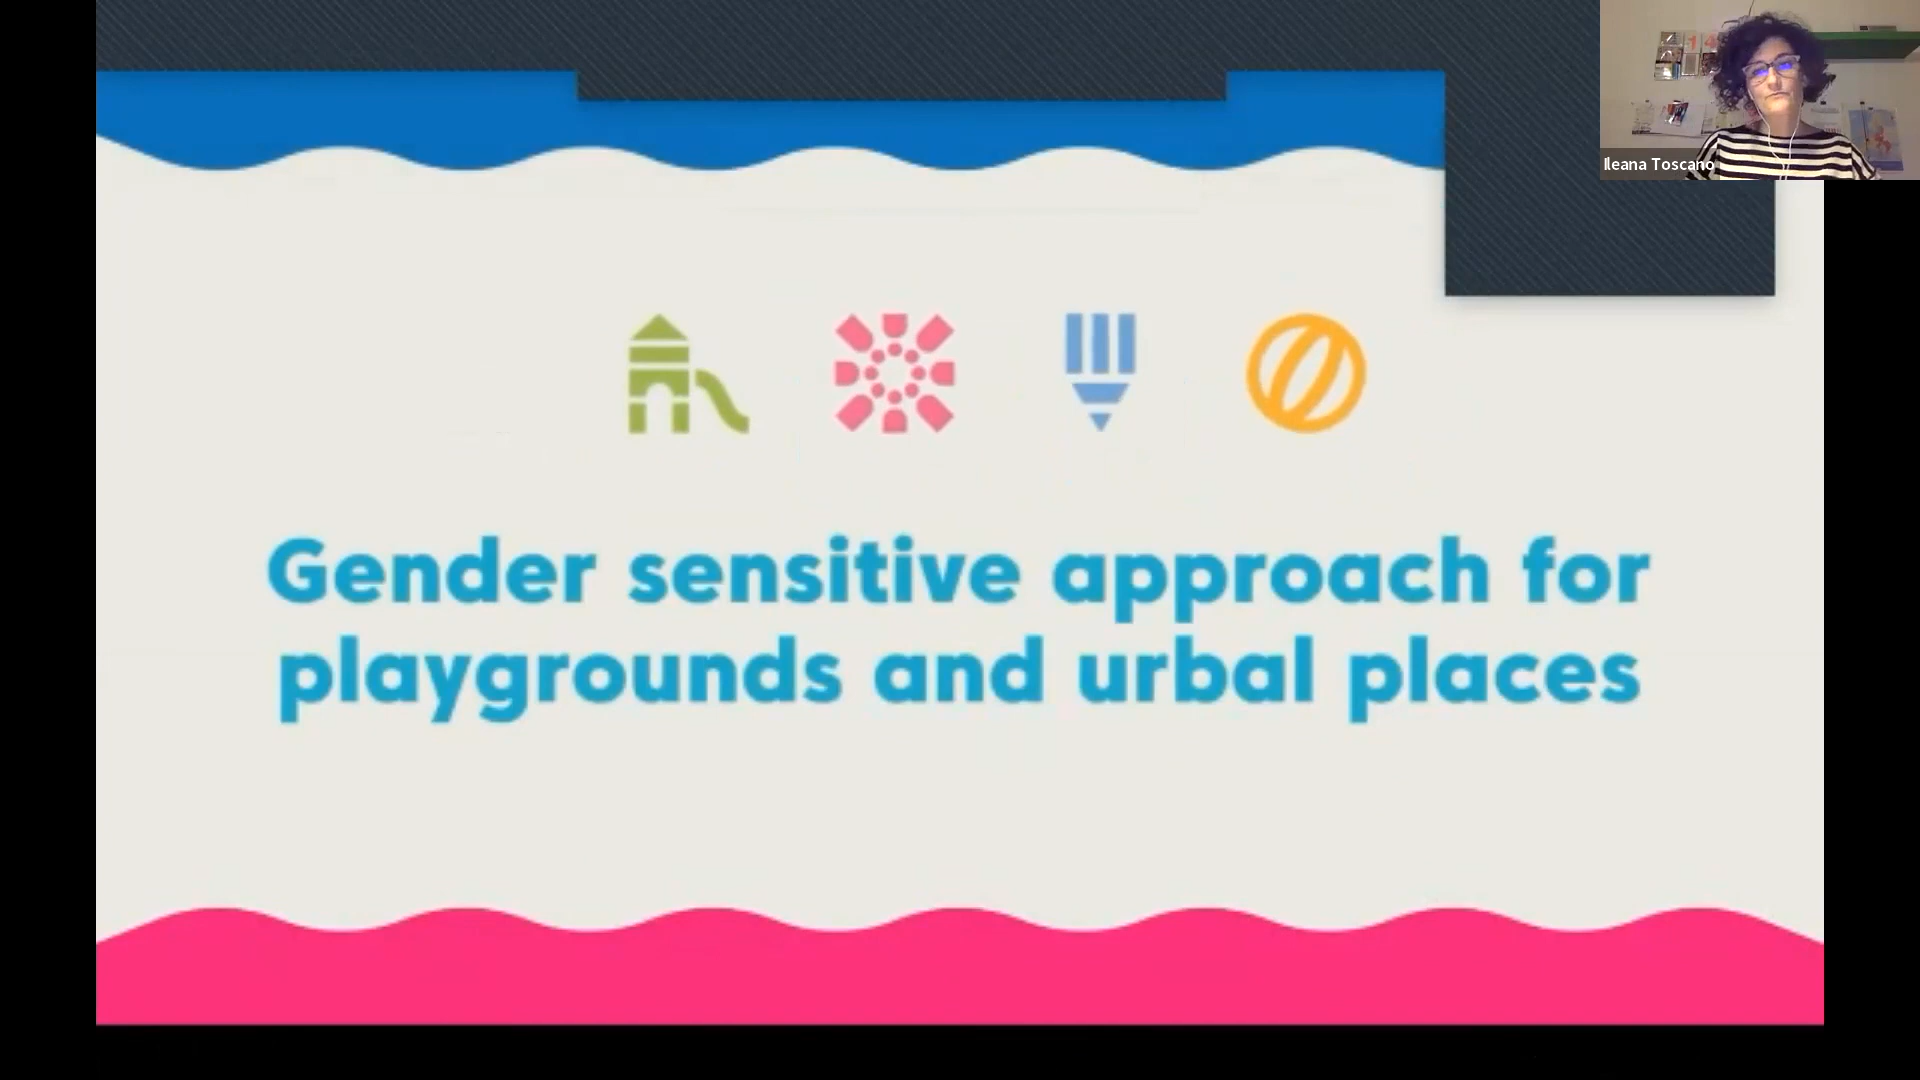 Ileana Toscano
Gender sensitive approach for
playgrounds and urbal places